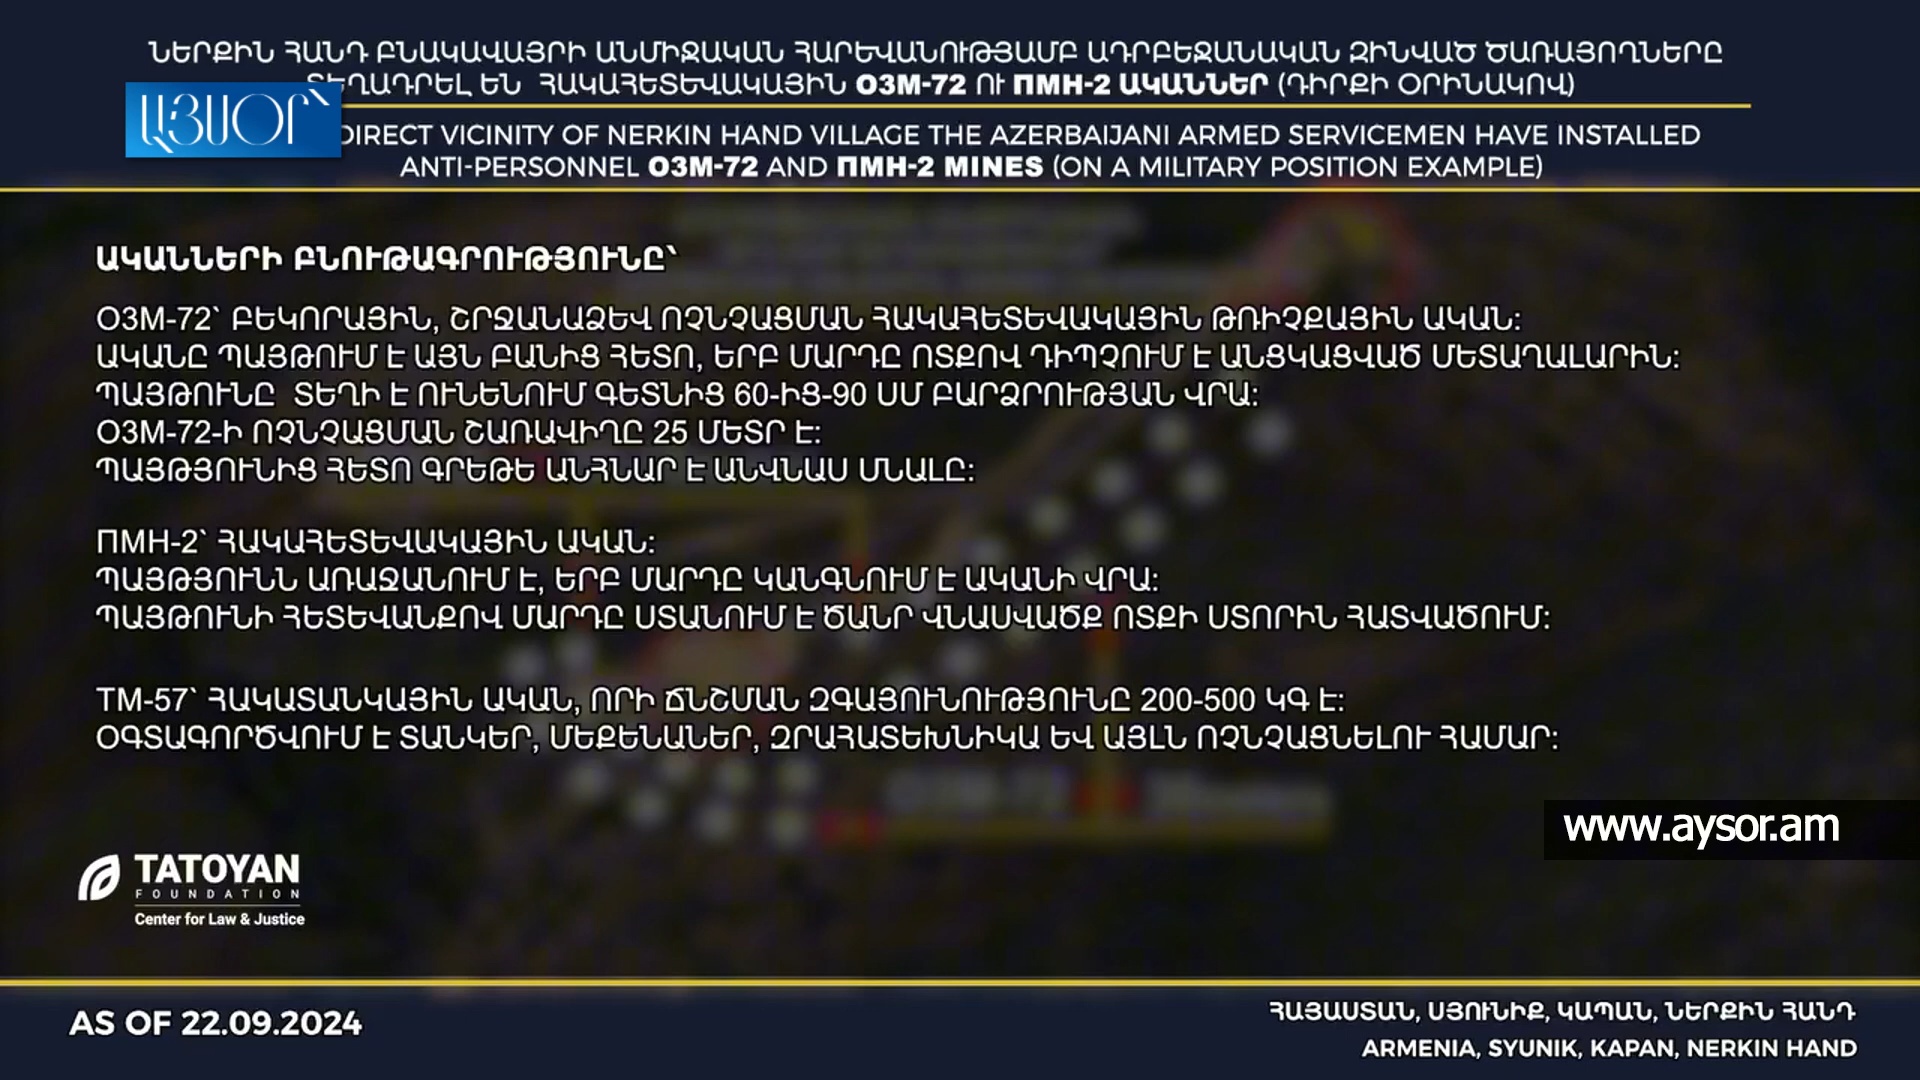 ՆԵՐՔԻՆ ՀԱՆԴ ԲՆԱԿԱՎԱՅՐԻ ԱՆՄԻՋԱԿԱՆ ՀԱՐԵՎԱՆՈՒԹՅԱՄԲ ԱԴՐԲԵՋԱՆԱԿԱՆ ԶԻՆՎԱԾ ԾԱՌԱՅՈՂՆԵՐԸ
ՏԵՂԱԴՐԵԼ ԵՆ ՀԱԿԱՀԵՏԵՎԱԿԱՅԻՆ ОЗМ-72 ՈՒ ПМН-2 ԱԿԱՆՆԵՐ (ԴԻՐՔԻ ՕՐԻՆԱԿՈՎ)
ԱՅՍՕՐ՝
DIRECT VICINITY OF NERKIN HAND VILLAGE THE AZERBAIJANI ARMED SERVICEMEN HAVE INSTALLED
ANTI-PERSONNEL ОЗМ-72 AND ПМН-2 MINES (ON A MILITARY POSITION EXAMPLE)
ԱԿԱՆՆԵՐԻ ԲՆՈՒԹԱԳՐՈՒԹՅՈՒՆԸ՝
ОЗМ-72՝ ԲԵԿՈՐԱՅԻՆ, ՇՐՋԱՆԱՁԵՎ ՈՉՆՉԱՑՄԱՆ ՀԱԿԱՀԵՏԵՎԱԿԱՅԻՆ ԹՌԻՉՔԱՅԻՆ ԱԿԱՆ:
ԱԿԱՆԸ ՊԱՅԹՈՒՄ Է ԱՅՆ ԲԱՆԻՑ ՀԵՏՈ, ԵՐԲ ՄԱՐԴԸ ՈՏՔՈՎ ԴԻՊՉՈՒՄ Է ԱՆՑԿԱՑՎԱԾ ՄԵՏԱՂԱԼԱՐԻՆ:
ՊԱՅԹՈՒՆԸ ՏԵՂԻ Է ՈՒՆԵՆՈՒՄ ԳԵՏՆԻՑ 60-ԻՑ-90 ՍՄ ԲԱՐՁՐՈՒԹՅԱՆ ՎՐԱ:
ОЗМ-72-Ի ՈՉՆՉԱՑՄԱՆ ՇԱՌԱՎԻՂԸ 25 ՄԵՏՐ Է:
ՊԱՅԹՅՈՒՆԻՑ ՀԵՏՈ ԳՐԵԹԵ ԱՆՀՆԱՐ Է ԱՆՎՆԱՍ ՄՆԱԼԸ:
ПМН-2՝ ՀԱԿԱՀԵՏԵՎԱԿԱՅԻՆ ԱԿԱՆ:
ՊԱՅԹՅՈՒՆՆ ԱՌԱՋԱՆՈՒՄ Է, ԵՐԲ ՄԱՐԴԸ ԿԱՆԳՆՈՒՄ Է ԱԿԱՆԻ ՎՐԱ:
ՊԱՅԹՈՒՆԻ ՀԵՏԵՎԱՆՔՈՎ ՄԱՐԴԸ ՍՏԱՆՈՒՄ Է ԾԱՆՐ ՎՆԱՍՎԱԾՔ ՈՏՔԻ ՍՏՈՐԻՆ ՀԱՏՎԱԾՈՒՄ:
ТМ-57՝ ՀԱԿԱՏԱՆԿԱՅԻՆ ԱԿԱՆ, ՈՐԻ ՃՆՇՄԱՆ ԶԳԱՅՈՒՆՈՒԹՅՈՒՆԸ 200-500 ԿԳ Է:
ՕԳՏԱԳՈՐԾՎՈՒՄ Է ՏԱՆԿԵՐ, ՄԵՔԵՆԱՆԵՐ, ԶՐԱՀԱՏԵԽՆԻԿԱ ԵՎ ԱՅԼՆ ՈՉՆՉԱՑՆԵԼՈՒ ՀԱՄԱՐ:
www.aysor.am
TATOYAN
FOUNDATION
Center for Law & Justice
AS OF 22.09.2024
ՀԱՅԱՍՏԱՆ, ՍՅՈՒՆԻՔ, ԿԱՊԱՆ, ՆԵՐՔԻՆ ՀԱՆԴ
ARMENIA, SYUNIK, KAPAN, NERKIN HAND